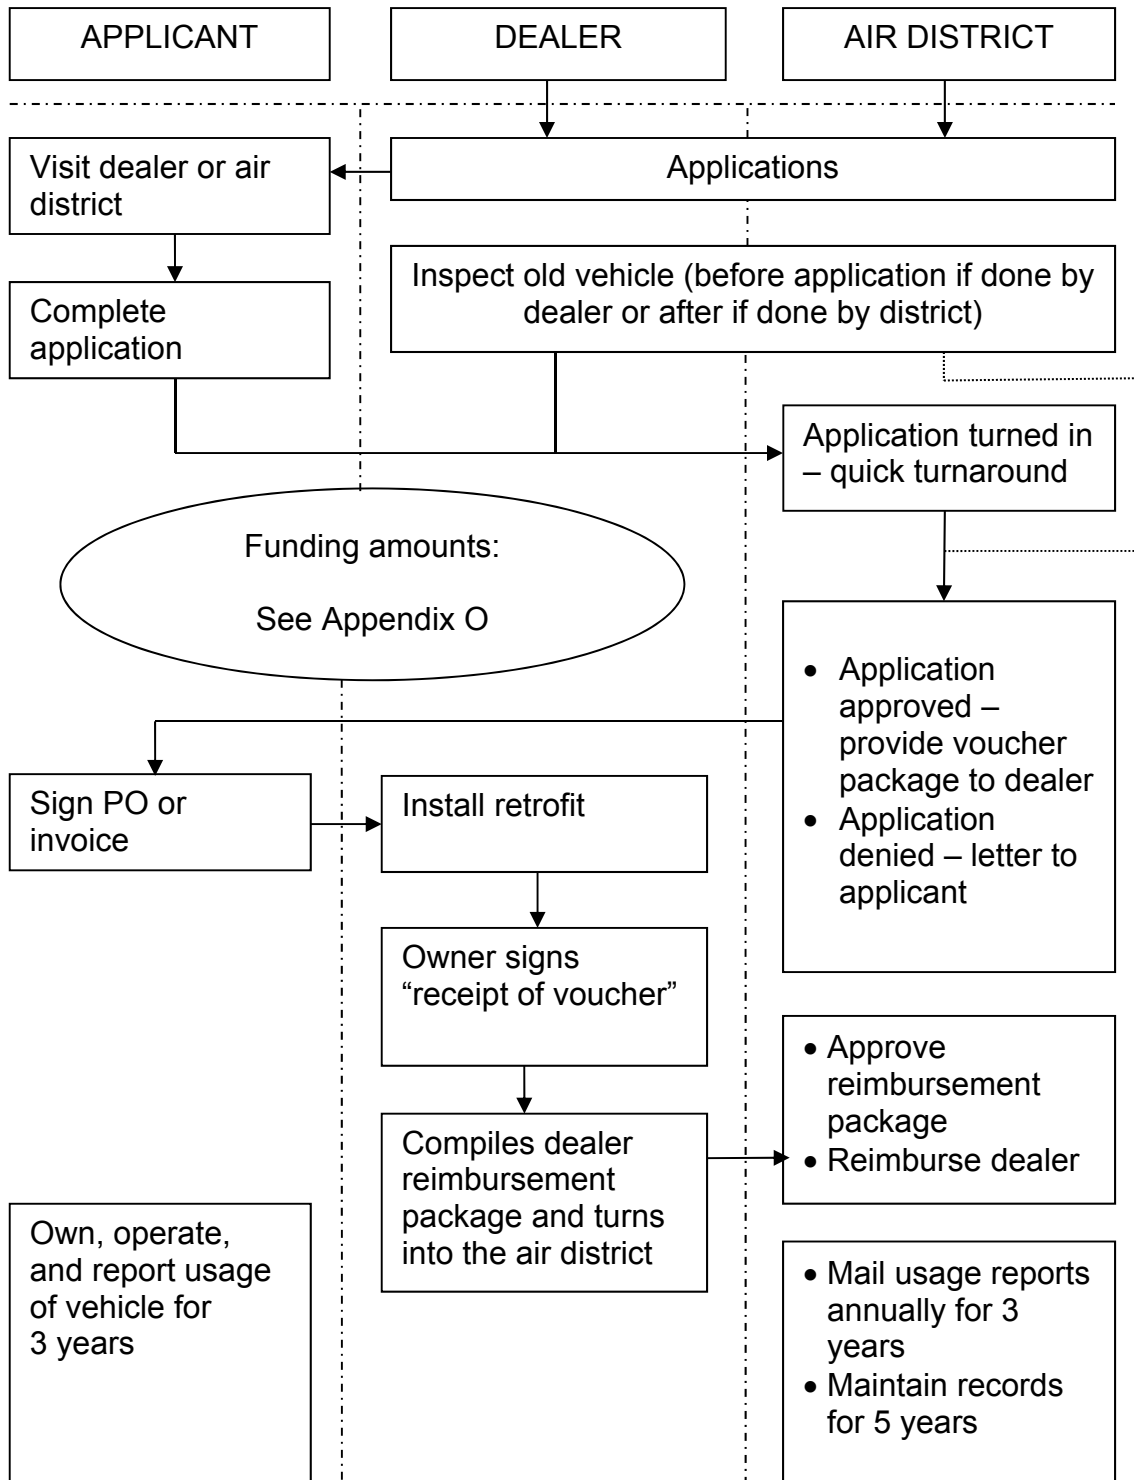 APPLICANT
DEALER
AIR DISTRICT
Visit dealer or air
district
Applications
Inspect old vehicle (before application if done by
dealer or after if done by district)
Complete
application
Application turned in
– quick turnaround
Funding amounts:
See Appendix O
• Application
approved –
provide voucher
package to dealer
• Application
denied – letter to
applicant
Sign PO or
invoice
Install retrofit
Owner signs
“receipt of voucher”
Compiles dealer
reimbursement
package and turns
into the air district
• Approve
reimbursement
package
• Reimburse dealer
Own, operate,
and report usage
of vehicle for
3 years
• Mail usage reports
annually for 3
years
• Maintain records
for 5 years